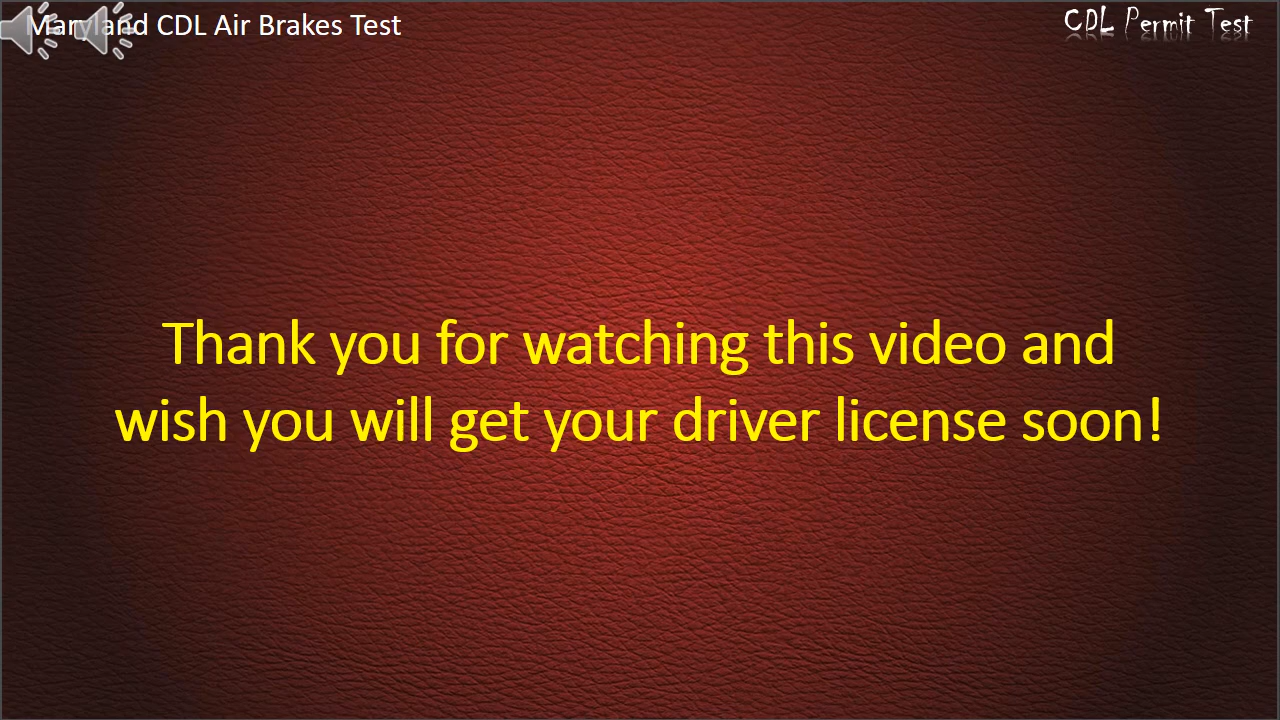 Maryland CDL Air Brakes Test
CDL Permit Test
Thank you for watching this video and
wish you will get your driver license soon!